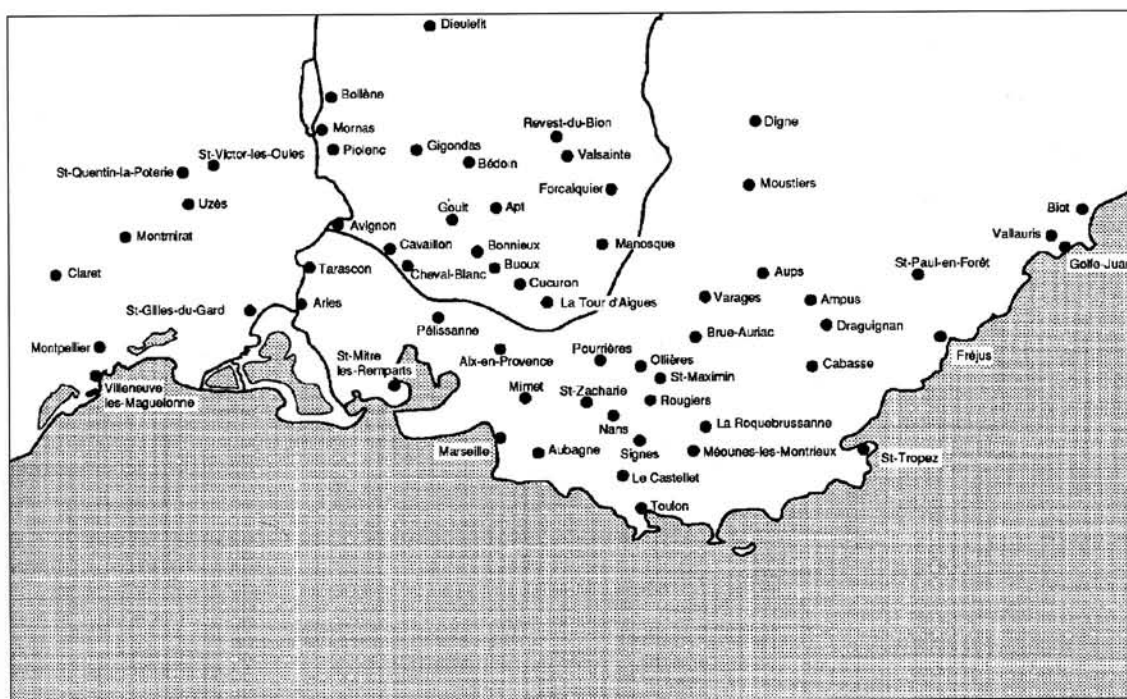 Dieulefit
Bollène
Mornas
Digne
Revest-du-Bion
Piolenc
Gigondas
Valsainte
St-Victor-les-Oules
Bédoin
St-Quentin-la-Poterie
Moustiers
Forcalquier
Uzès
Goult
Apt
Biot
Avignon
Montmirat
Vallauris
Manosque
Cavaillon
Bonnieux
Golfe-Juan
St-Paul-en-Forêt
Tarascon
Cheval-Blanc
Buoux
Claret
Aups
Cucuron
Varages
Ampus
La Tour d'Aigues
Arles
St-Gilles-du-Gard
Pélissanne
Brue-Auriac
Draguignan
Montpellier
Pourrières
Aix-en-Provence
Ollières
Fréjus
St-Mitre
les-Remparts
Cabasse
St-Maximin
Villeneuve
les-Maguelonne
Mimet
St-Zacharie
Rougiers
Nans
La Roquebrussanne
Marseille
Aubagne
Signes
Méounes-les-Montrieux
St-Tropez
Le Castellet
Toulon